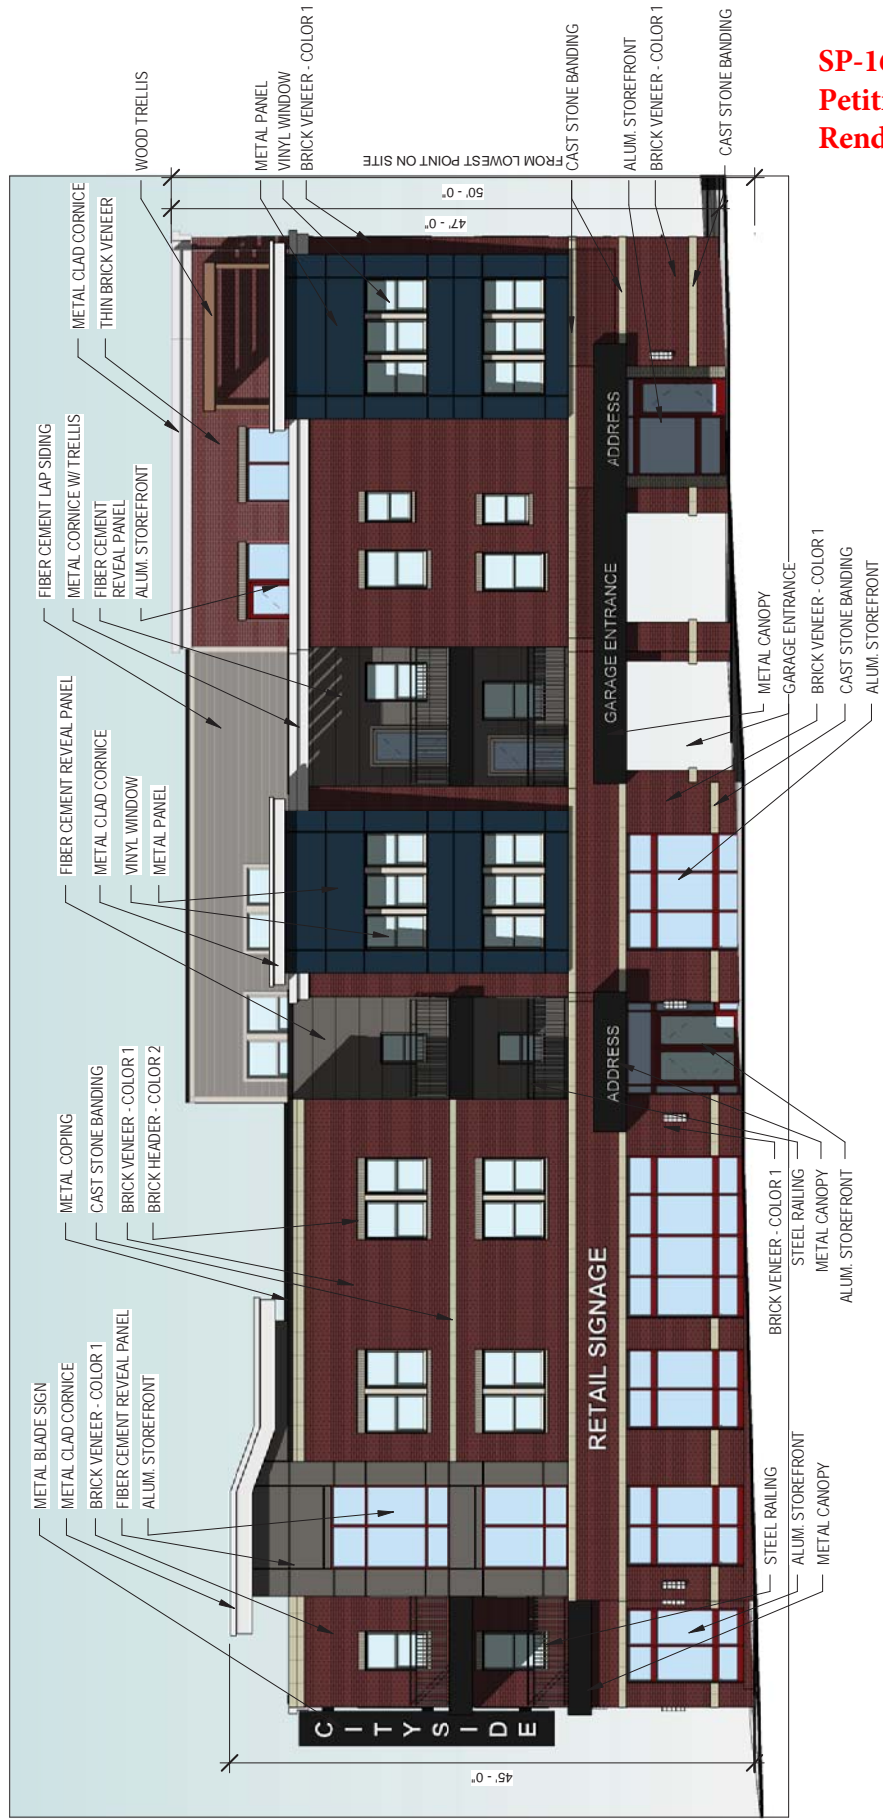 SP-16
Petiti
Rend
METAL BLADE SIGN
METAL CLAD CORNICE
BRICK VENEER - COLOR 1
FIBER CEMENT REVEAL PANEL
ALUM. STOREFRONT
METAL COPING
CAST STONE BANDING
BRICK VENEER - COLOR 1
BRICK HEADER - COLOR 2
FIBER CEMENT REVEAL PANEL
METAL CLAD CORNICE
VINYL WINDOW
METAL PANEL
FIBER CEMENT LAP SIDING
METAL CORNICE W/ TRELLIS
FIBER CEMENT
REVEAL PANEL
ALUM. STOREFRONT
METAL CLAD CORNICE
THIN BRICK VENEER
WOOD TRELLIS
METAL PANEL
VINYL WINDOW
BRICK VENEER - COLOR 1
FROM LOWEST POINT ON SITE
50' - 0"
47' - 0"
45' - 0"
CITYSIDE
RETAIL SIGNAGE
ADDRESS
GARAGE ENTRANCE
ADDRESS
CAST STONE BANDING
ALUM. STOREFRONT
BRICK VENEER - COLOR 1
CAST STONE BANDING
STEEL RAILING
ALUM. STOREFRONT
METAL CANOPY
BRICK VENEER - COLOR 1
STEEL RAILING
METAL CANOPY
ALUM. STOREFRONT
METAL CANOPY
GARAGE ENTRANCE
BRICK VENEER - COLOR 1
CAST STONE BANDING
ALUM. STOREFRONT